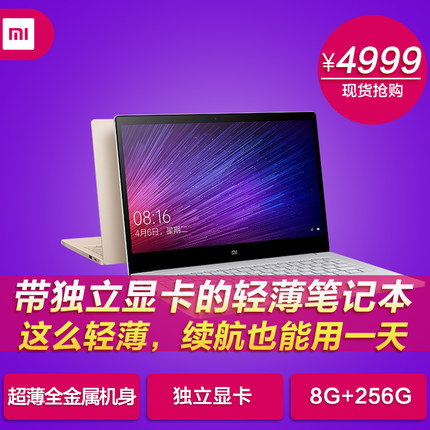 mi
¥4999
现货抢购
08:16
4月6日，星期二
mi
带独立显卡的轻薄笔记本
这么轻薄，续航也能用一天
超薄全金属机身
独立显卡
8G+256G